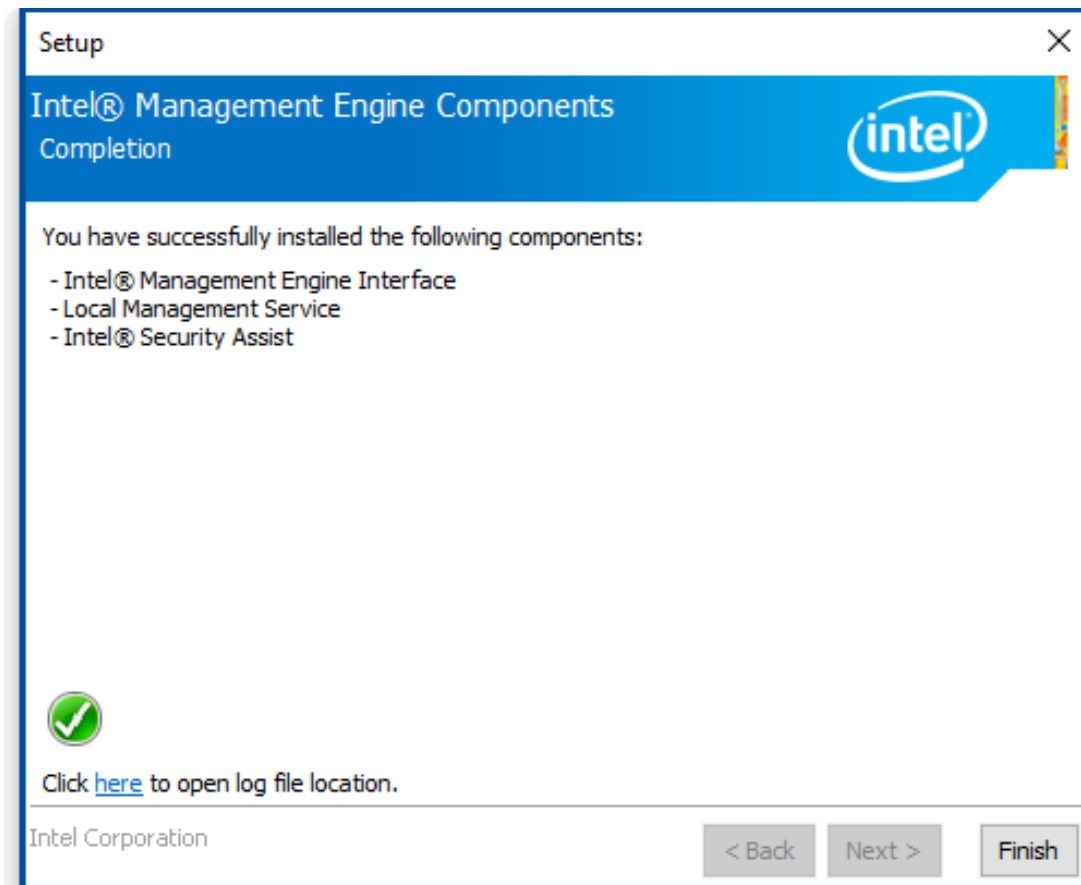 Setup
Intel® Management Engine Components
Completion
intel
You have successfully installed the following components:
- Intel® Management Engine Interface
- Local Management Service
- Intel® Security Assist
Click here to open log file location.
Intel Corporation
< Back Next > Finish